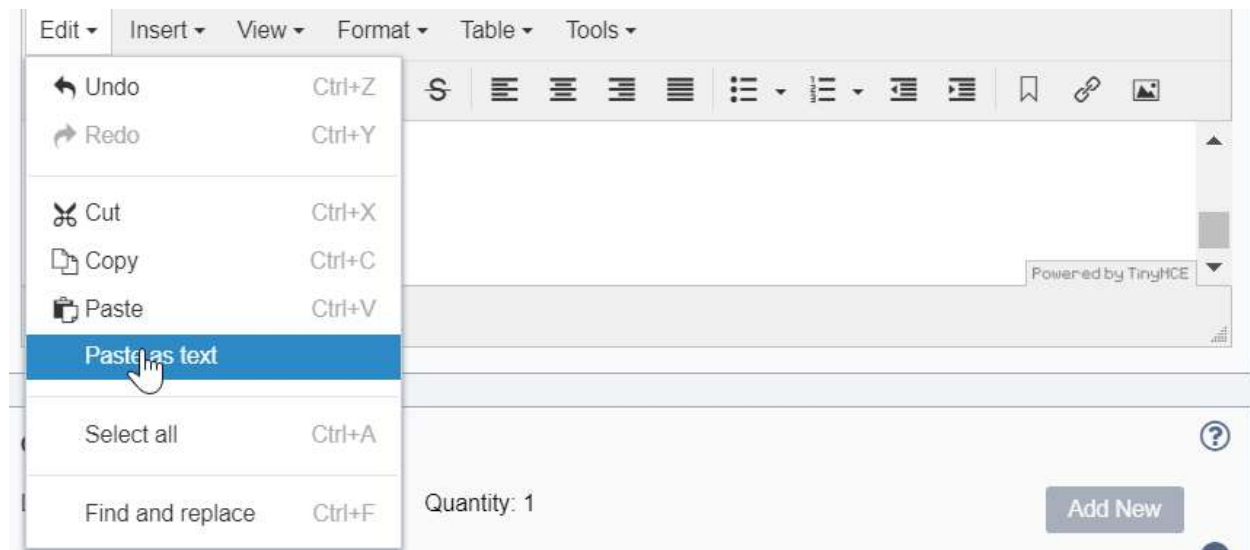 Edit Insert View Format Table Tools
Undo Ctrl+Z
Redo Ctrl+Y
Cut Ctrl+X
Copy Ctrl+C
Powered by TinyMCE
Paste Ctrl+V
Paste as text
Select all Ctrl+A
?
Find and replace Ctrl+F
Quantity: 1
Add New